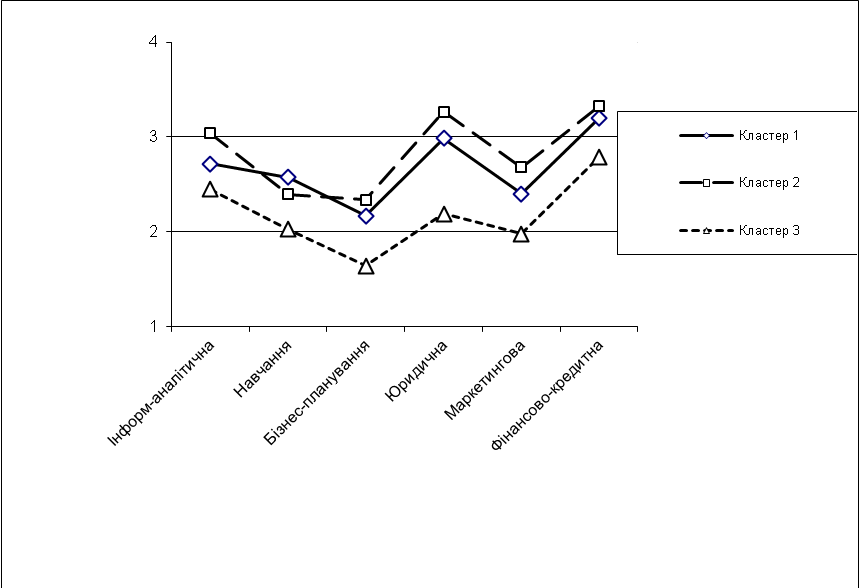 4
3
2
1
Інформ-аналітична
Навчання
Бізнес-планування
Юридична
Маркетингова
Фінансово-кредитна
Кластер 1
Кластер 2
Кластер 3